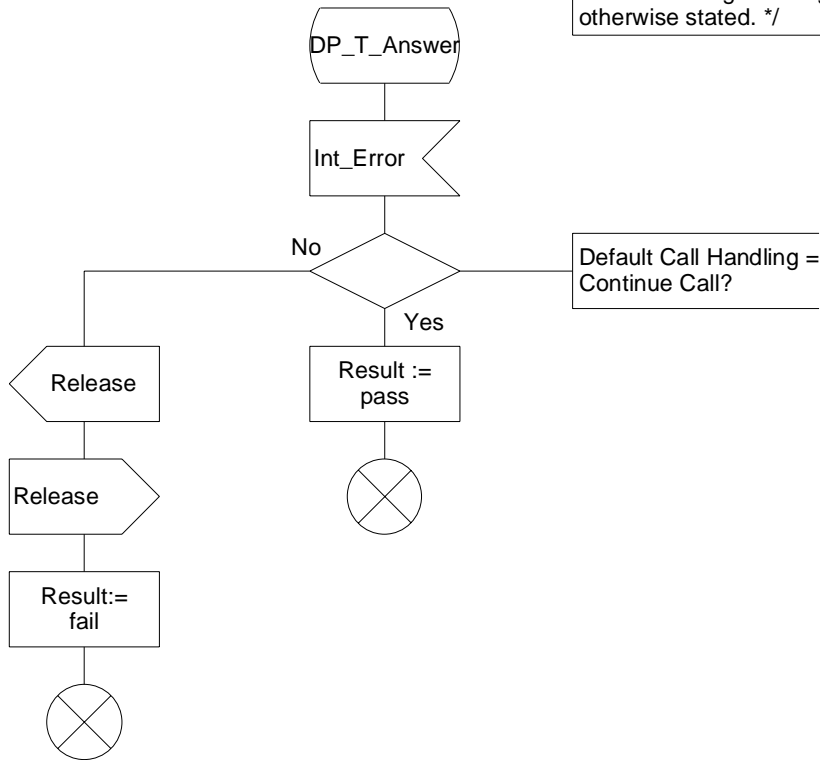 otherwise stated. */
DP_T_Answer
Int_Error
No
Default Call Handling =
Continue Call?
Yes
Release
Result :=
pass
Release
Result:=
fail